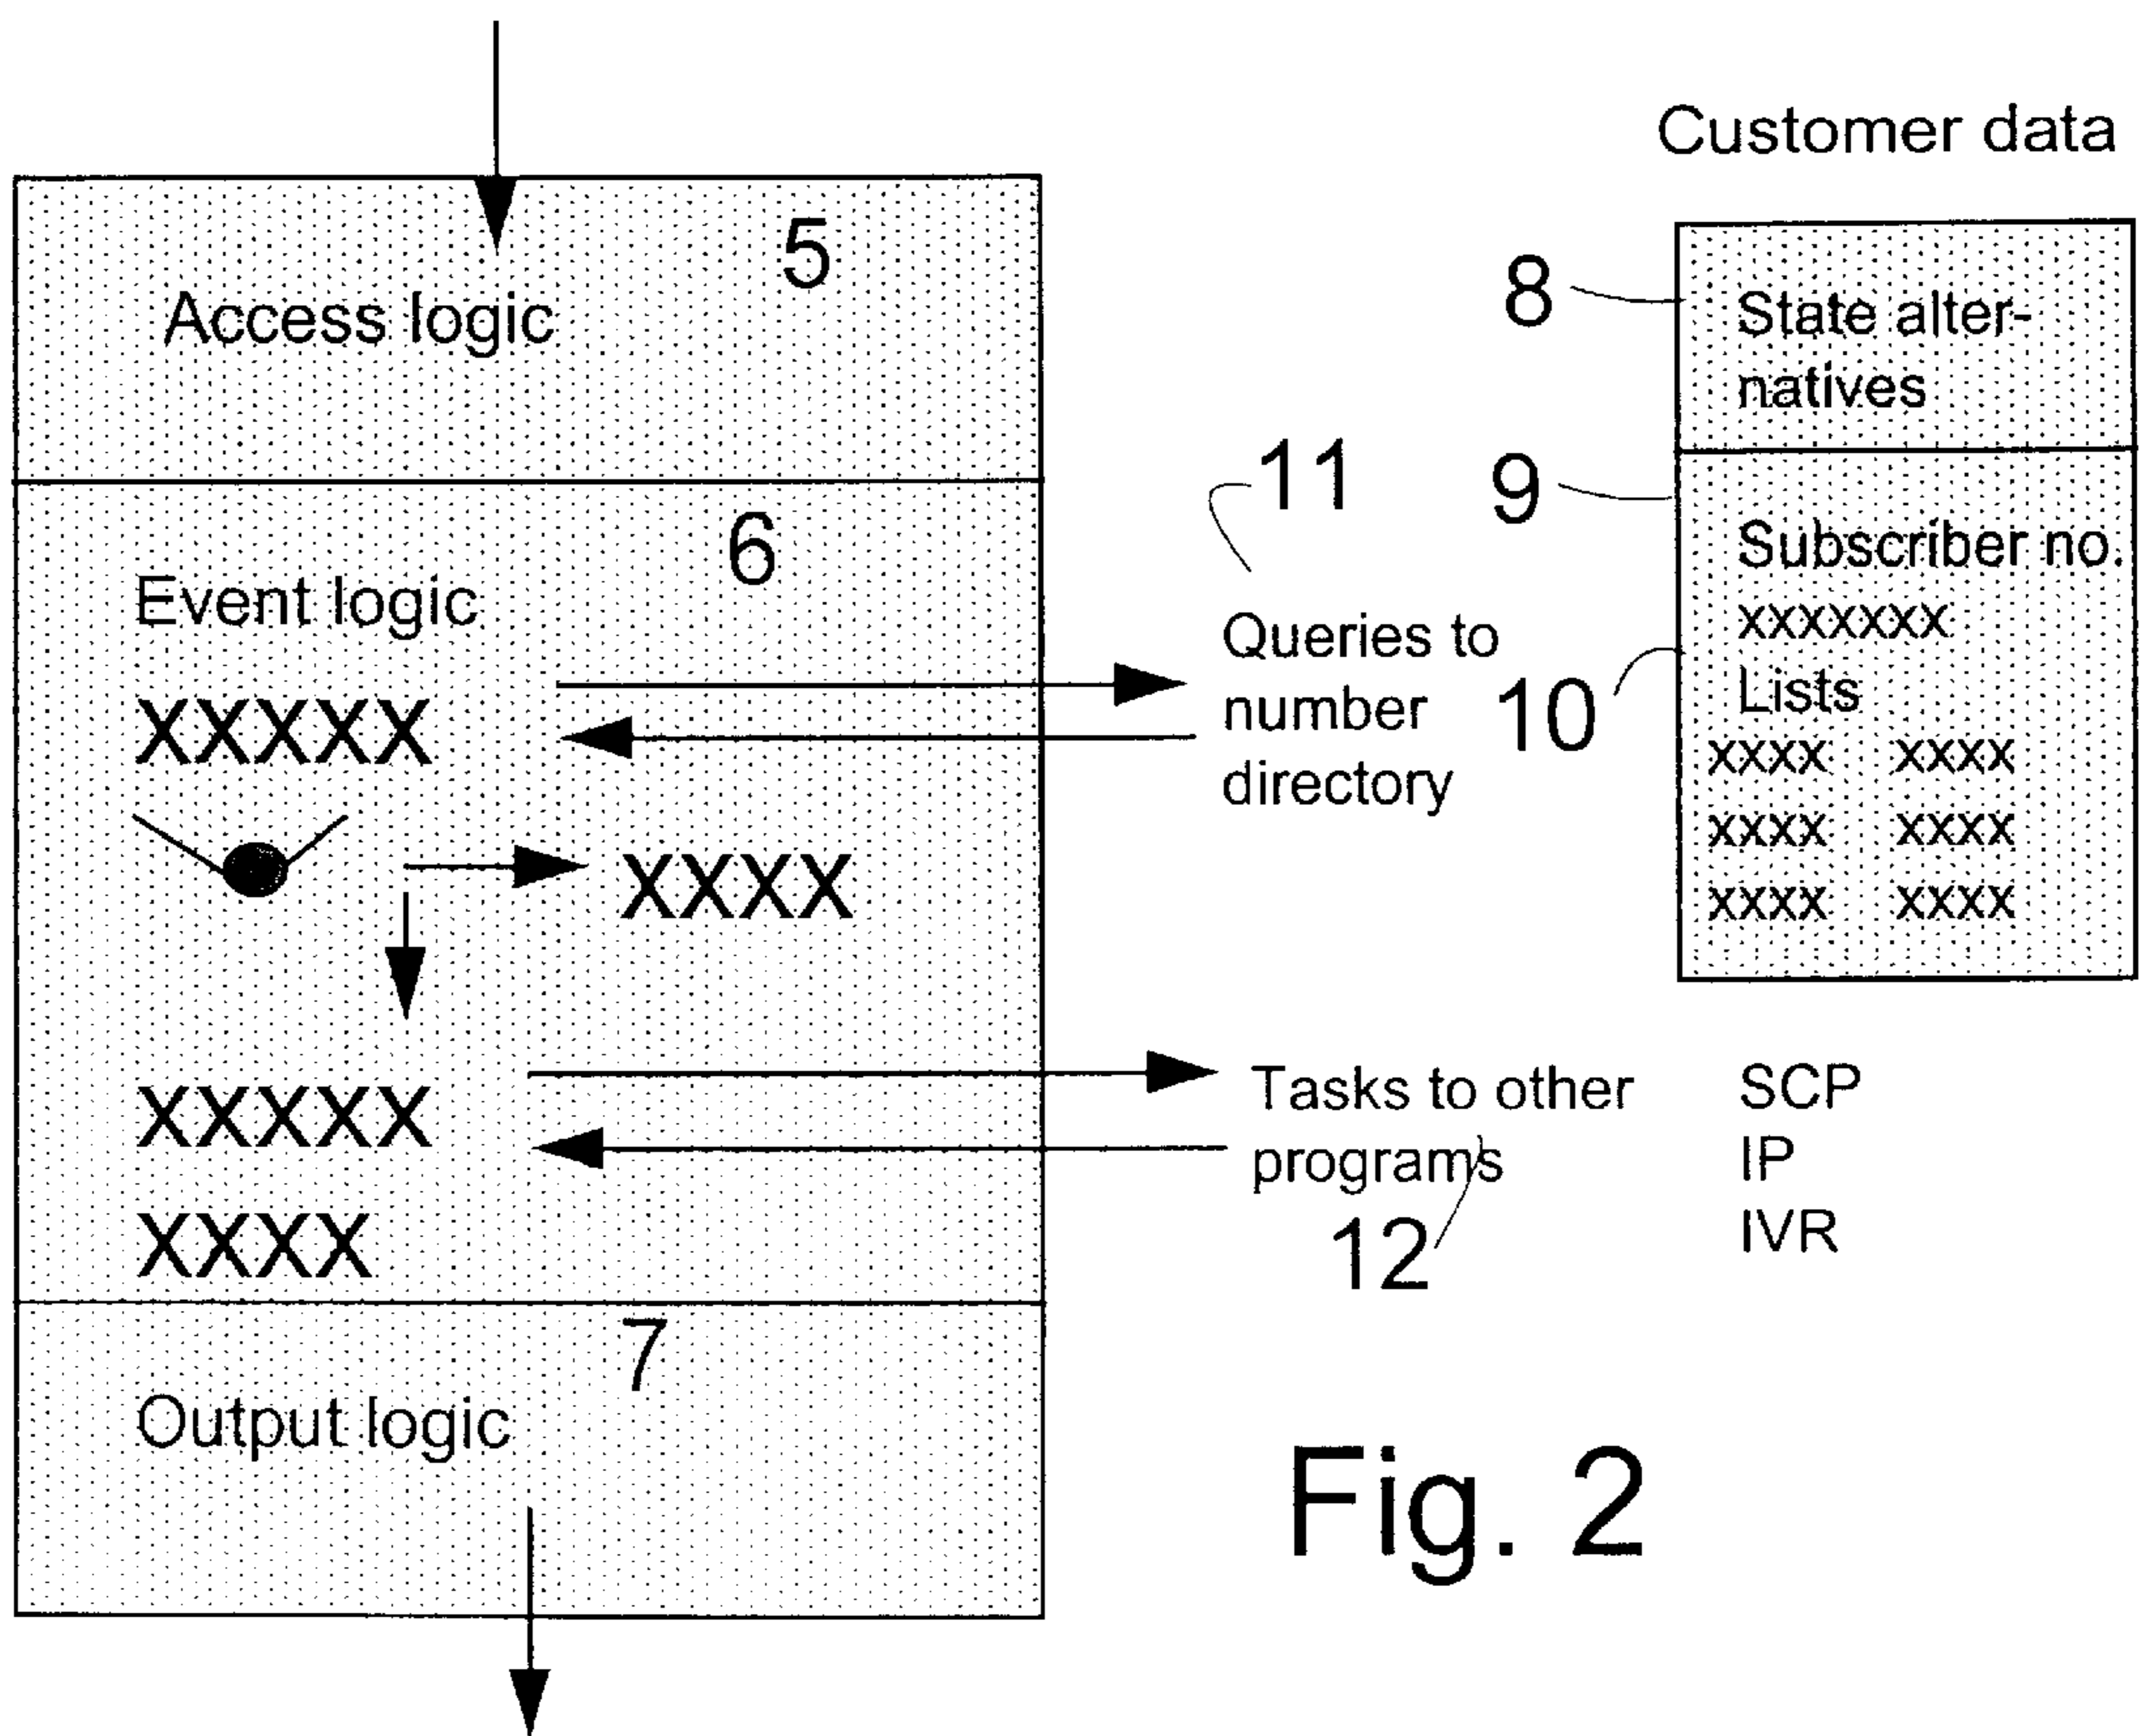 Customer data
5
Access logic
8
State alter-
natives
11
9
6
Event logic
Subscriber no.
xxxxxxx
Queries to
number
directory
10
Lists
XXXXX
xxxx xxxx
xxxx xxxx
xxxx xxxx
XXXX
Tasks to other
programs
SCP
IP
IVR
12
XXXXX
XXXX
7
Output logic
Fig. 2